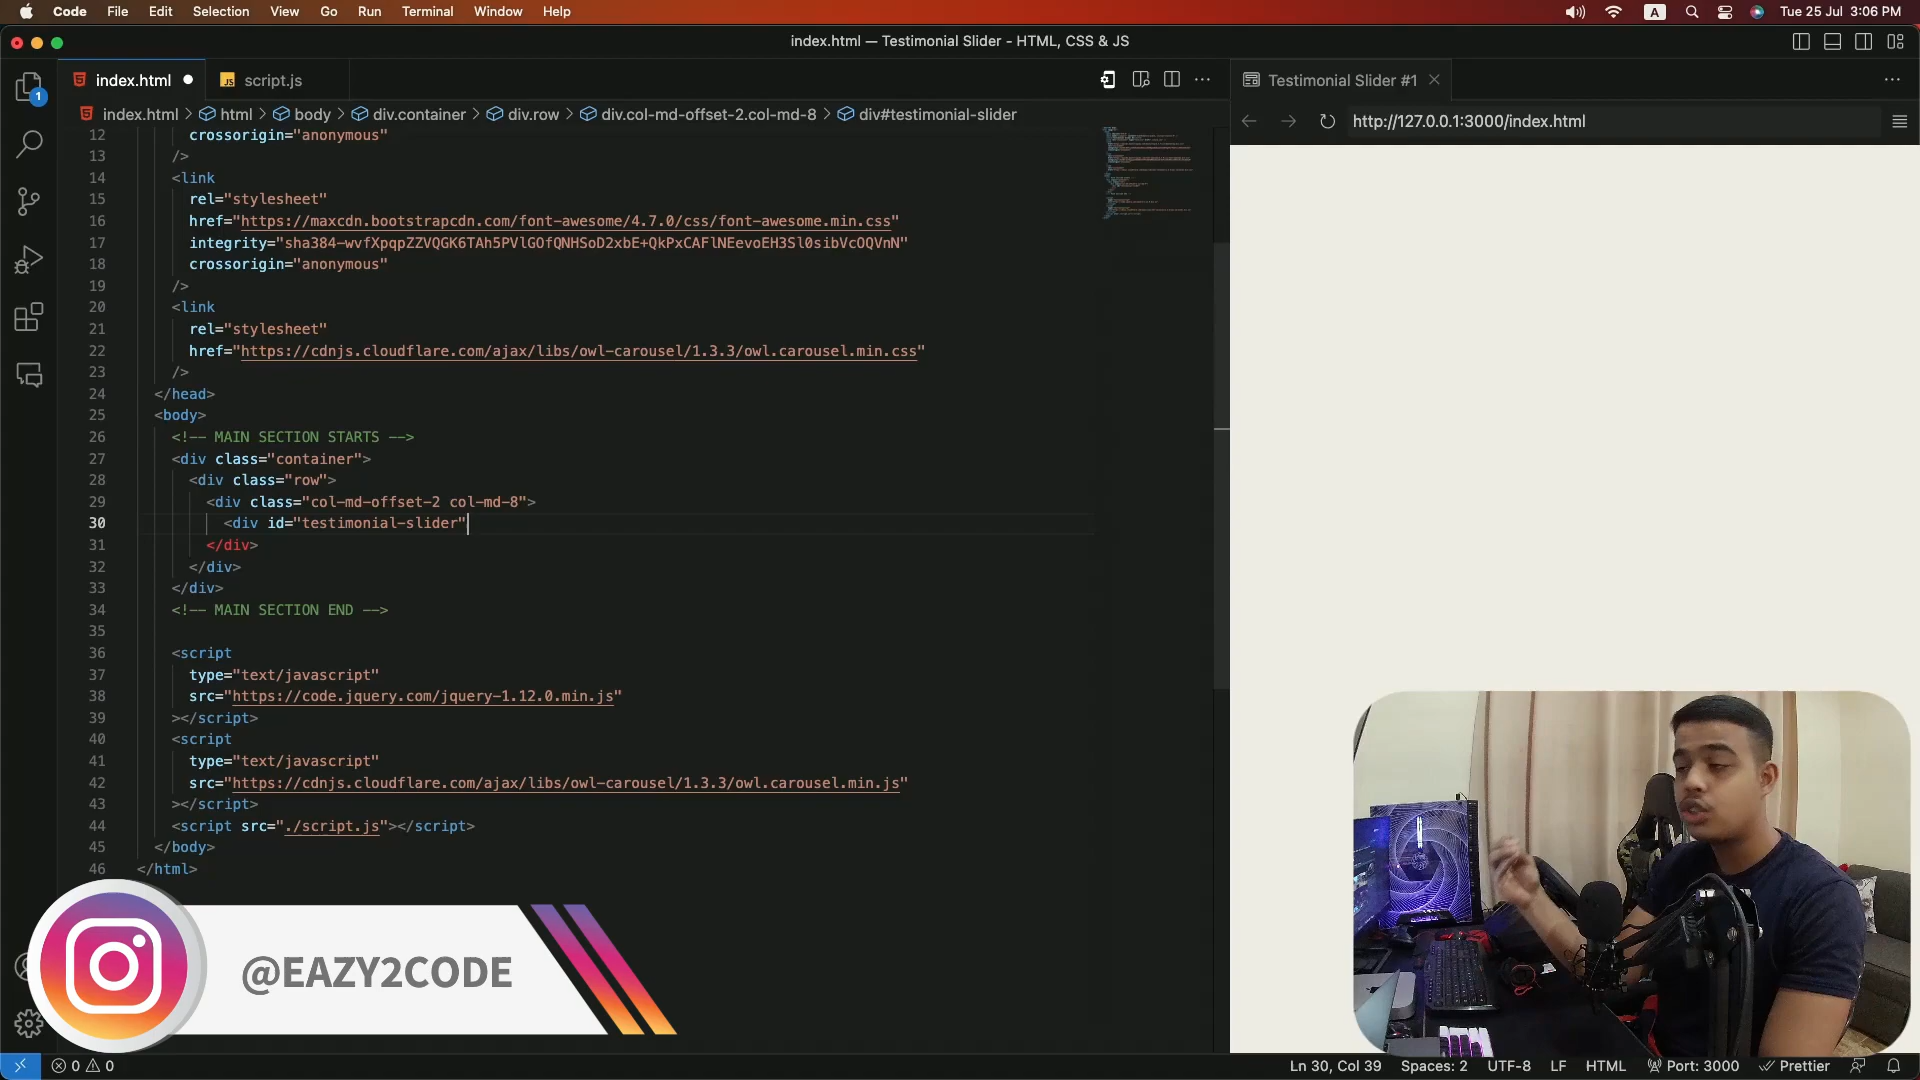 Code File Edit Selection View Go Run Terminal Window Help
A Tue 25 Jul 3:06 PM
index.html — Testimonial Slider - HTML, CSS & JS
index.html script.js
Testimonial Slider #1
1
index.html > html > body > div.container > div.row > div.col-md-offset-2.col-md-8 > div#testimonial-slider
http://127.0.0.1:3000/index.html
12 crossorigin="anonymous"
13 />
14 <link
15 rel="stylesheet"
16 href="https://maxcdn.bootstrapcdn.com/font-awesome/4.7.0/css/font-awesome.min.css"
17 integrity="sha384-wvfXpqpZZVQGK6TAh5PVlGOfQNHSoD2xbE+QkPxCAFlNEevoEH3Sl0sibVcOQVnN"
18 crossorigin="anonymous"
19 />
20 <link
21 rel="stylesheet"
22 href="https://cdnjs.cloudflare.com/ajax/libs/owl-carousel/1.3.3/owl.carousel.min.css"
23 />
24 </head>
25 <body>
26 <!-- MAIN SECTION STARTS -->
27 <div class="container">
28 <div class="row">
29 <div class="col-md-offset-2 col-md-8">
30 <div id="testimonial-slider"
31 </div>
32 </div>
33 </div>
34 <!-- MAIN SECTION END -->
35
36 <script
37 type="text/javascript"
38 src="https://code.jquery.com/jquery-1.12.0.min.js"
39 ></script>
40 <script
41 type="text/javascript"
42 src="https://cdnjs.cloudflare.com/ajax/libs/owl-carousel/1.3.3/owl.carousel.min.js"
43 ></script>
44 <script src="./script.js"></script>
45 </body>
46 </html>
@EAZY2CODE
0 0 Ln 30, Col 39 Spaces: 2 UTF-8 LF HTML Port: 3000 Prettier